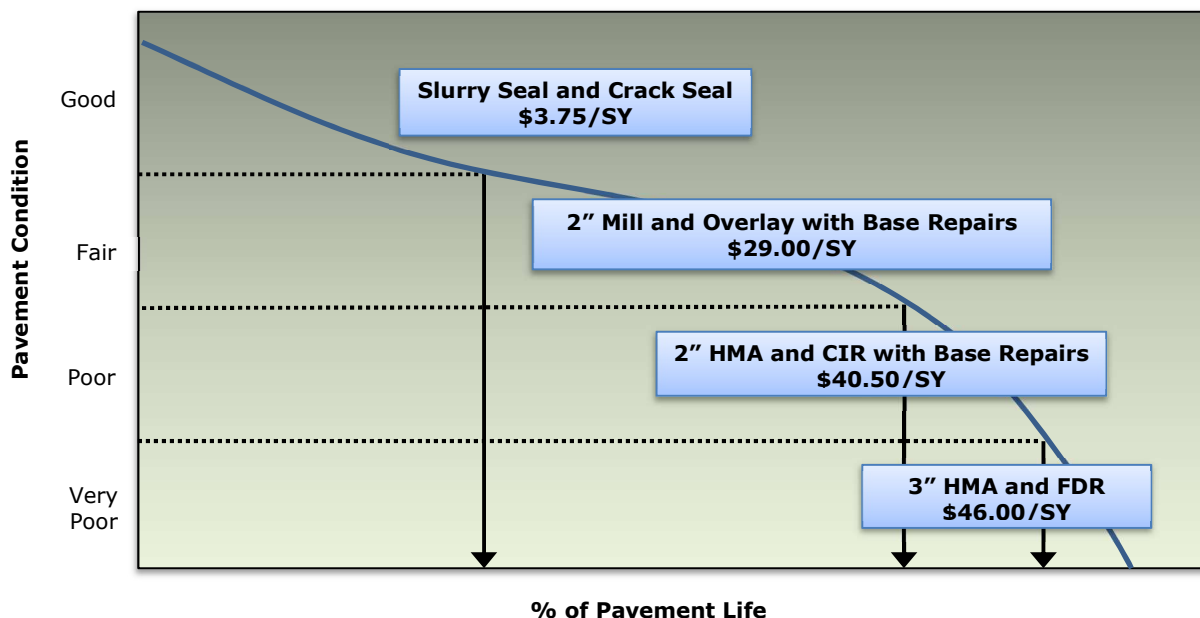 Pavement Condition
Good
Fair
Poor
Very
Poor
Slurry Seal and Crack Seal
$3.75/SY
2” Mill and Overlay with Base Repairs
$29.00/SY
2” HMA and CIR with Base Repairs
$40.50/SY
3” HMA and FDR
$46.00/SY
% of Pavement Life